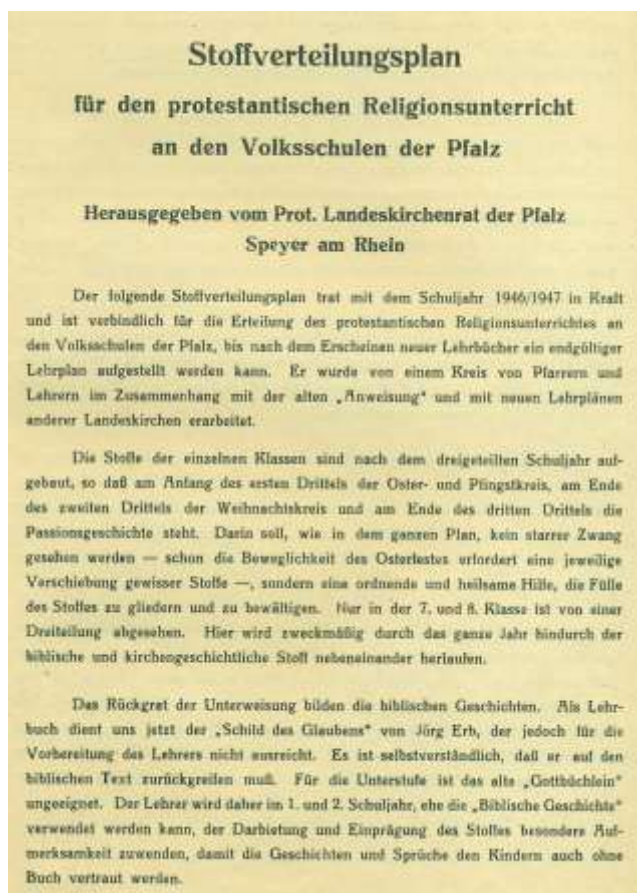 Stoffverteilungsplan
für den protestantischen Religionsunterricht
an den Volksschulen der Pfalz
Herausgegeben vom Prot. Landeskirchenrat der Pfalz
Speyer am Rhein
Der folgende Stoffverteilungsplan trat mit dem Schuljahr 1946/1947 in Kraft
und ist verbindlich für die Erteilung des protestantischen Religionsunterrichtes an
den Volksschulen der Pfalz, bis nach dem Erscheinen neuer Lehrbücher ein endgültiger
Lehrplan aufgestellt werden kann. Er wurde von einem Kreis von Pfarrern und
Lehrern im Zusammenhang mit der alten „Anweisung“ und mit neuen Lehrplänen
anderer Landeskirchen erarbeitet.
Die Stoffe der einzelnen Klassen sind nach dem dreigeteilten Schuljahr auf-
gebaut, so daß am Anfang des ersten Drittels der Oster- und Pfingstkreis, am Ende
des zweiten Drittels der Weihnachtskreis und am Ende des dritten Drittels die
Passionsgeschichte steht. Darin soll, wie in dem ganzen Plan, kein starrer Zwang
gesehen werden — schon die Beweglichkeit des Osterfestes erfordert eine jeweilige
Verschiebung gewisser Stoffe —, sondern eine ordnende und heilsame Hilfe, die Fülle
des Stoffes zu gliedern und zu bewältigen. Nur in der 7. und 8. Klasse ist von einer
Dreiteilung abgesehen. Hier wird zweckmäßig durch das ganze Jahr hindurch der
biblische und kirchengeschichtliche Stoff nebeneinander herlaufen.
Das Rückgrat der Unterweisung bilden die biblischen Geschichten. Als Lehr-
buch dient uns jetzt der „Schild des Glaubens“ von Jörg Erb, der jedoch für die
Vorbereitung des Lehrers nicht ausreicht. Es ist selbstverständlich, daß er auf den
biblischen Text zurückgreifen muß. Für die Unterstufe ist das alte „Gottbüchlein“
ungeeignet. Der Lehrer wird daher im 1. und 2. Schuljahr, ehe die „Biblische Geschichte“
verwendet werden kann, der Darbietung und Einprägung des Stoffes besondere Auf-
merksamkeit zuwenden, damit die Geschichten und Sprüche den Kindern auch ohne
Buch vertraut werden.